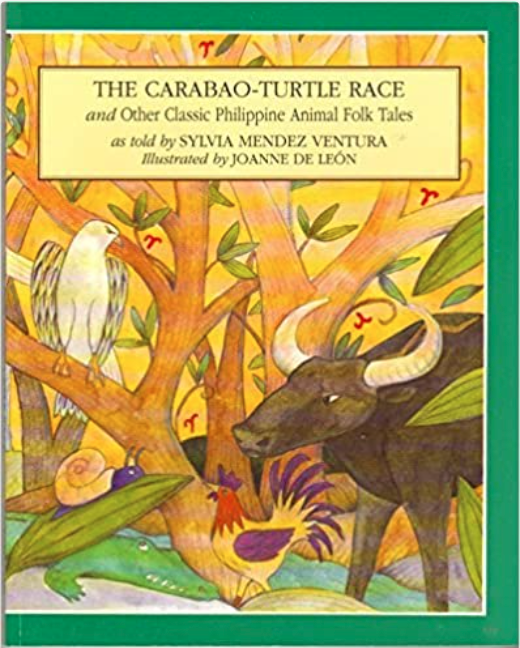 THE CARABAO-TURTLE RACE
and Other Classic Philippine Animal Folk Tales
as told by SYLVIA MENDEZ VENTURA
Illustrated by JOANNE DE LEÓN